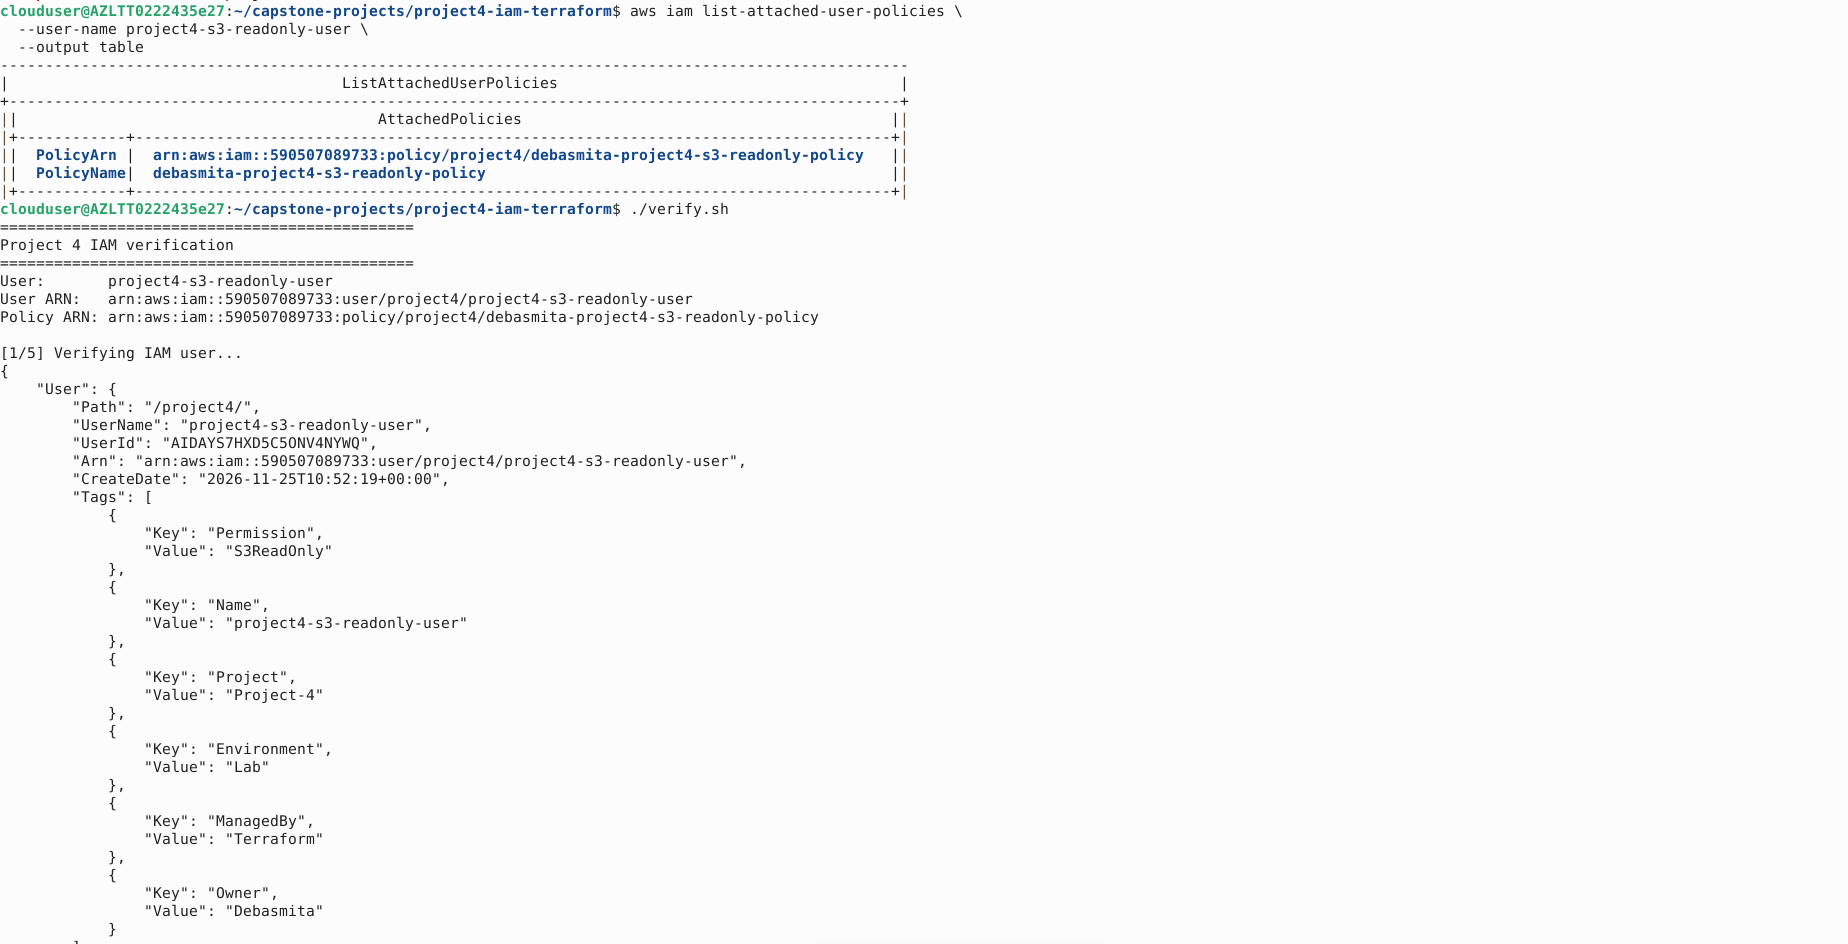 clouduser@AZLTT0222435e27:~/capstone-projects/project4-iam-terraform$ aws iam list-attached-user-policies \
  --user-name project4-s3-readonly-user \
  --output table
-----------------------------------------------------------------------------------------------------
|                                     ListAttachedUserPolicies                                      |
+---------------------------------------------------------------------------------------------------+
||                                        AttachedPolicies                                         ||
|+------------+------------------------------------------------------------------------------------+|
||  PolicyArn |  arn:aws:iam::590507089733:policy/project4/debasmita-project4-s3-readonly-policy   ||
||  PolicyName|  debasmita-project4-s3-readonly-policy                                             ||
|+------------+------------------------------------------------------------------------------------+|
clouduser@AZLTT0222435e27:~/capstone-projects/project4-iam-terraform$ ./verify.sh
==============================================
Project 4 IAM verification
==============================================
User:       project4-s3-readonly-user
User ARN:   arn:aws:iam::590507089733:user/project4/project4-s3-readonly-user
Policy ARN: arn:aws:iam::590507089733:policy/project4/debasmita-project4-s3-readonly-policy

[1/5] Verifying IAM user...
{
    "User": {
        "Path": "/project4/",
        "UserName": "project4-s3-readonly-user",
        "UserId": "AIDAYS7HXD5C5ONV4NYWQ",
        "Arn": "arn:aws:iam::590507089733:user/project4/project4-s3-readonly-user",
        "CreateDate": "2026-11-25T10:52:19+00:00",
        "Tags": [
            {
                "Key": "Permission",
                "Value": "S3ReadOnly"
            },
            {
                "Key": "Name",
                "Value": "project4-s3-readonly-user"
            },
            {
                "Key": "Project",
                "Value": "Project-4"
            },
            {
                "Key": "Environment",
                "Value": "Lab"
            },
            {
                "Key": "ManagedBy",
                "Value": "Terraform"
            },
            {
                "Key": "Owner",
                "Value": "Debasmita"
            }
        ]